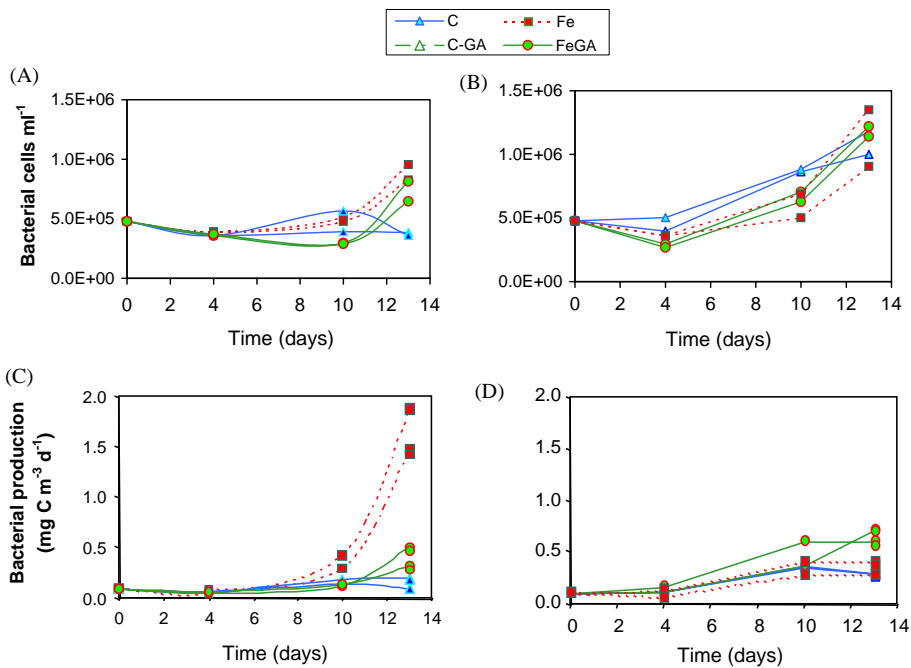 C
Fe
C-GA
FeGA
(A)
Bacterial cells ml⁻¹
1.5E+06
1.0E+06
5.0E+05
0.0E+00
0 2 4 6 8 10 12 14
Time (days)
(B)
1.5E+06
1.0E+06
5.0E+05
0.0E+00
0 2 4 6 8 10 12 14
Time (days)
(C)
Bacterial production
(mg C m⁻³ d⁻¹)
2.0
1.5
1.0
0.5
0.0
0 2 4 6 8 10 12 14
Time (days)
(D)
2.0
1.5
1.0
0.5
0.0
0 2 4 6 8 10 12 14
Time (days)